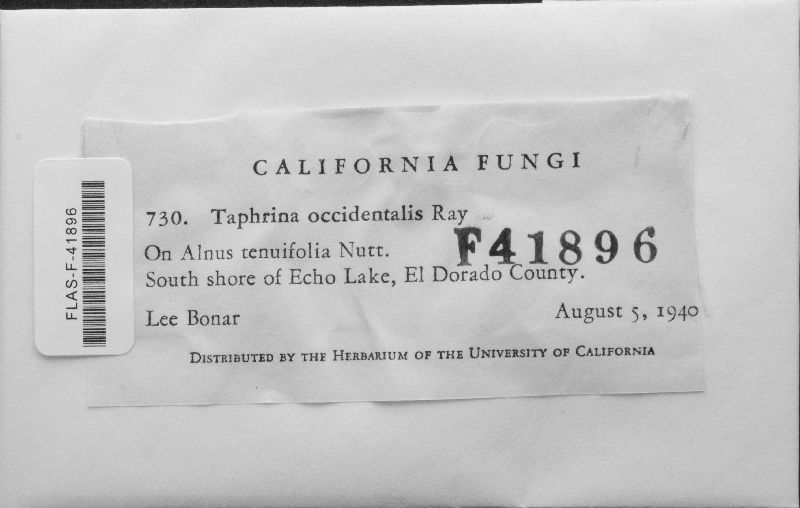 CALIFORNIA FUNGI
730. Taphrina occidentalis Ray
On Alnus tenuifolia Nutt.
F41896
South shore of Echo Lake, El Dorado County.
Lee Bonar August 5, 1940
DISTRIBUTED BY THE HERBARIUM OF THE UNIVERSITY OF CALIFORNIA
FLAS-F-41896